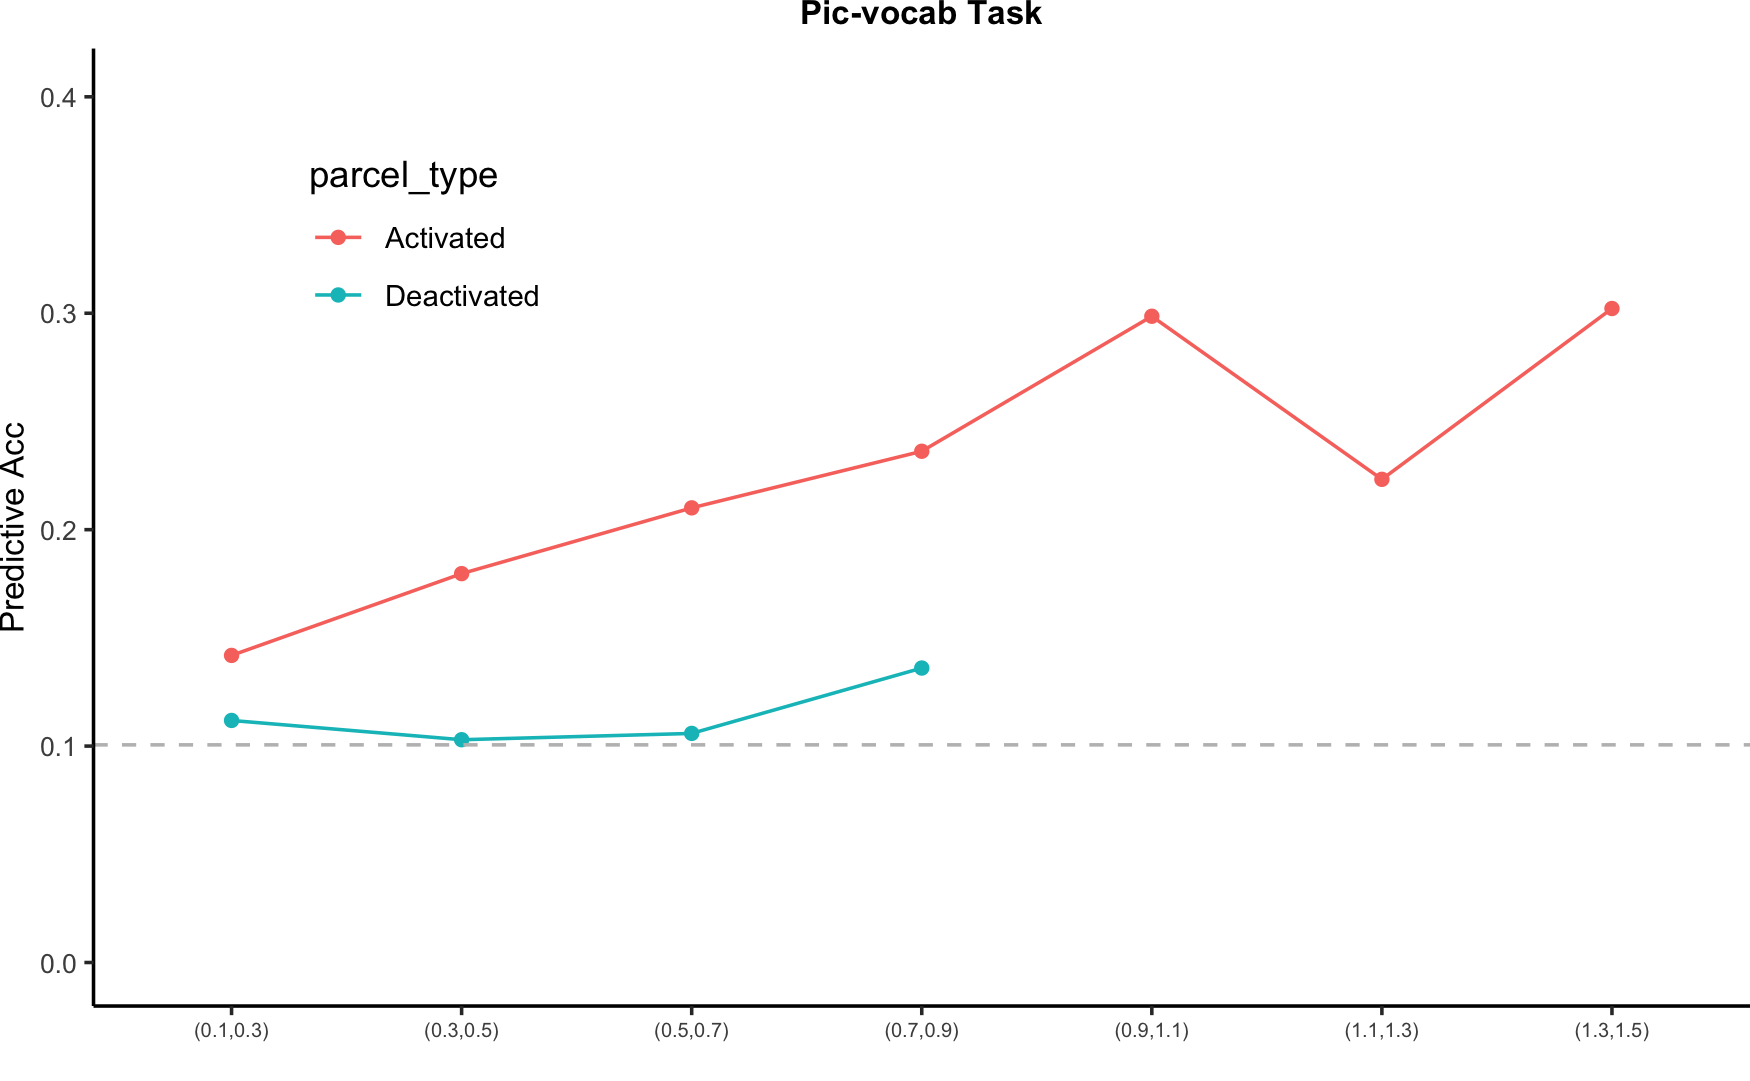 Pic-vocab Task
Predictive Acc
0.4
0.3
0.2
0.1
0.0
parcel_type
Activated
Deactivated
(0.1,0.3)
(0.3,0.5)
(0.5,0.7)
(0.7,0.9)
(0.9,1.1)
(1.1,1.3)
(1.3,1.5)